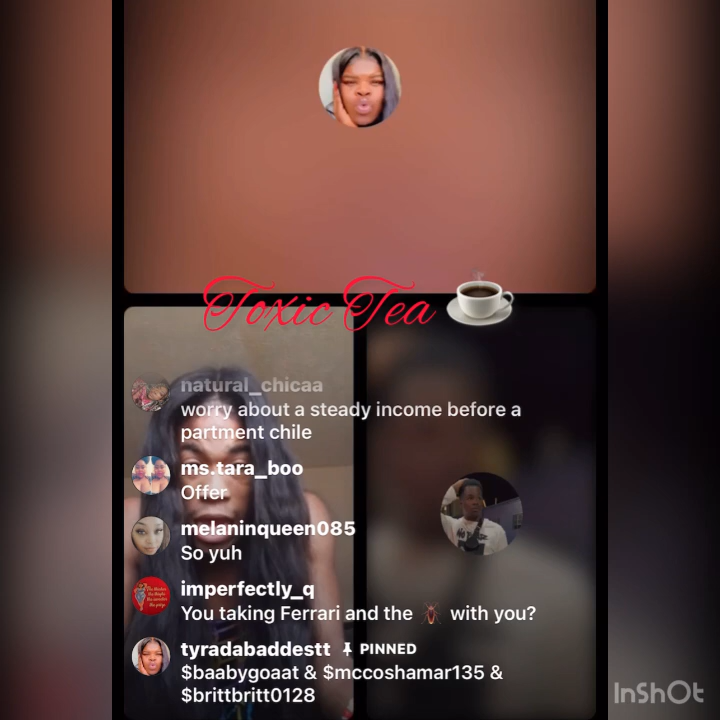 Toxic Tea
natural_chicaa
worry about a steady income before a
partment chile
ms.tara_boo
Offer
melaninqueen085
So yuh
imperfectly_q
You taking Ferrari and the 🪳 with you?
tyradabaddestt PINNED
$baabygoaat & $mccoshamar135 &
$brittbritt0128
InShOt